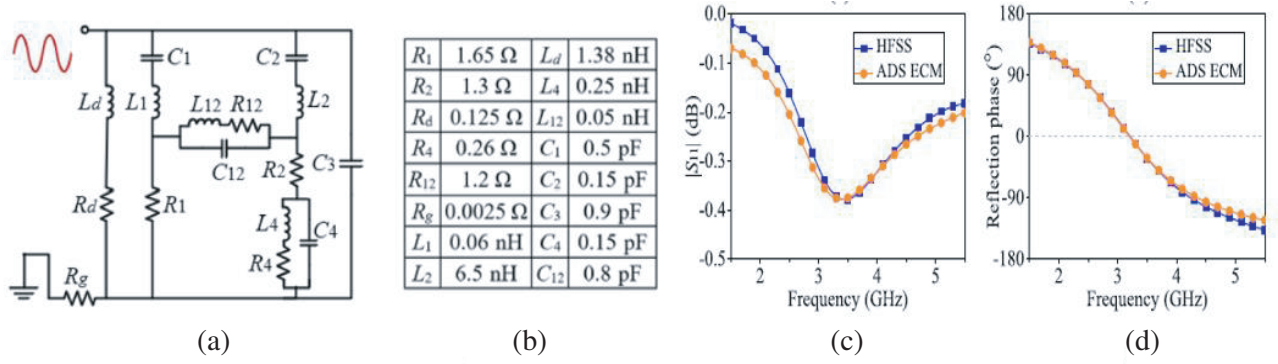 C1
C2
Ld
L1
L12
R12
L2
C12
C3
R2
Rd
R1
L4
C4
R4
Rg
R1 1.65 Ω Ld 1.38 nH
R2 1.3 Ω L4 0.25 nH
Rd 0.125 Ω L12 0.05 nH
R4 0.26 Ω C1 0.5 pF
R12 1.2 Ω C2 0.15 pF
Rg 0.0025 Ω C3 0.9 pF
L1 0.06 nH C4 0.15 pF
L2 6.5 nH C12 0.8 pF
|S11| (dB)
0.0
-0.1
-0.2
-0.3
-0.4
-0.5
HFSS
ADS ECM
2 3 4 5
Frequency (GHz)
Reflection phase (°)
180
90
0
-90
-180
HFSS
ADS ECM
2 3 4 5
Frequency (GHz)
(a) (b) (c) (d)